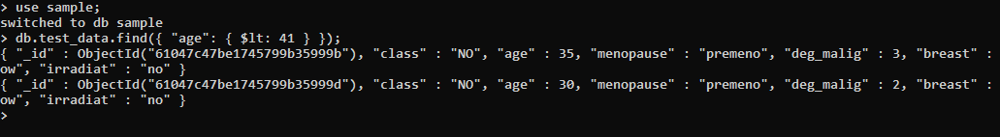 > use sample;
switched to db sample
> db.test_data.find({ "age": { $lt: 41 } });
{ "_id" : ObjectId("61047c47be1745799b35999b"), "class" : "NO", "age" : 35, "menopause" : "premeno", "deg_malig" : 3, "breast" :
ow", "irradiat" : "no" }
{ "_id" : ObjectId("61047c47be1745799b35999d"), "class" : "NO", "age" : 30, "menopause" : "premeno", "deg_malig" : 2, "breast" :
ow", "irradiat" : "no" }
>